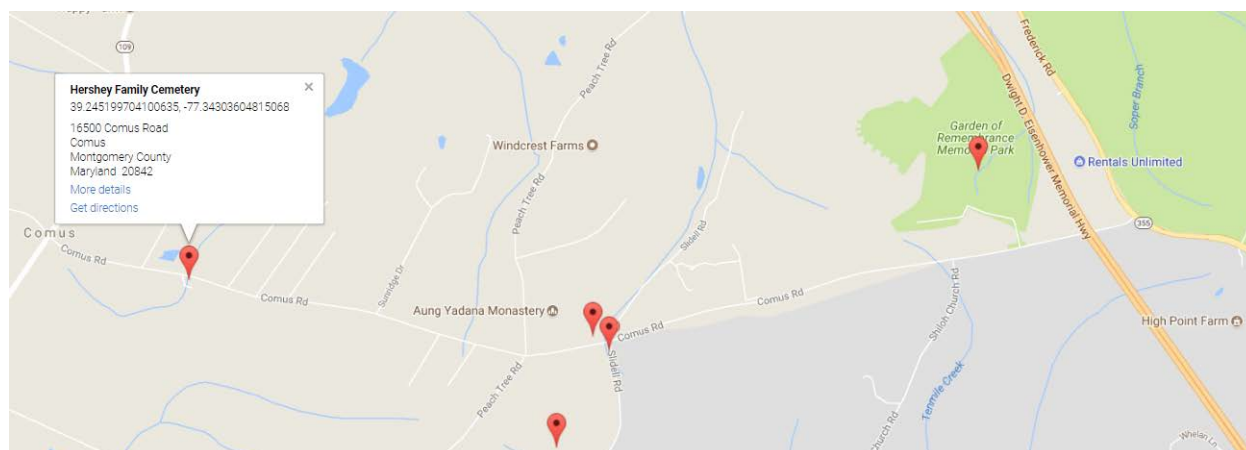 109
Hershey Family Cemetery
39.245199704100635, -77.34303604815068
16500 Comus Road
Comus
Montgomery County
Maryland 20842
More details
Get directions
Comus
Comus Rd
Comus Rd
Sunridge Dr
Aung Yadana Monastery
Peach Tree Rd
Peach Tree Rd
Peach Tree Rd
Windcrest Farms
Slidell Rd
Slidell Rd
Comus Rd
Comus Rd
Garden of
Remembrance
Memorial Park
Frederick Rd
Dwight D. Eisenhower Memorial Hwy
Soper Branch
Rentals Unlimited
355
Shiloh Church Rd
Church Rd
Tenmile Creek
High Point Farm
Whelan Ln